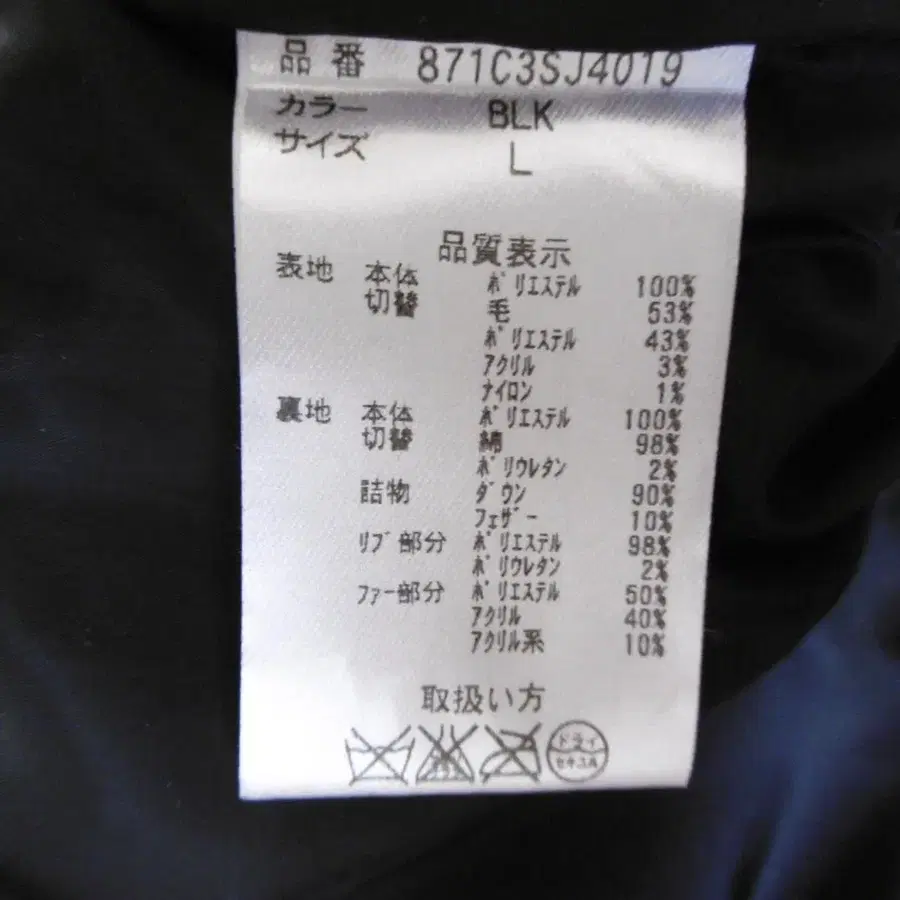 品番 871C3SJ4019
カラー BLK
サイズ L
品質表示
表地 本体 ﾎﾟﾘｴｽﾃﾙ 100%
切替 毛 53%
ﾎﾟﾘｴｽﾃﾙ 43%
ｱｸﾘﾙ 3%
ﾅｲﾛﾝ 1%
裏地 本体 ﾎﾟﾘｴｽﾃﾙ 100%
切替 綿 98%
ﾎﾟﾘｳﾚﾀﾝ 2%
詰物 ﾀﾞｳﾝ 90%
ﾌｪｻﾞｰ 10%
ﾘﾌﾞ部分 ﾎﾟﾘｴｽﾃﾙ 98%
ﾎﾟﾘｳﾚﾀﾝ 2%
ﾌｧｰ部分 ﾎﾟﾘｴｽﾃﾙ 50%
ｱｸﾘﾙ 40%
ｱｸﾘﾙ系 10%
取扱い方
ドライ
セキユ系